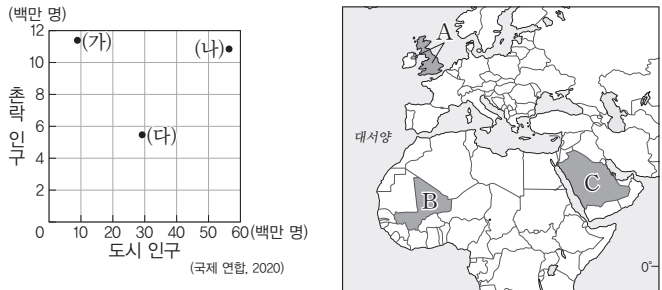 (백만 명)
12
10
8
6
4
2
0
10
20
30
40
50
60(백만 명)
촌락 인구
도시 인구
(가)
(나)
(다)
(국제 연합, 2020)
A
대서양
B
C
0°